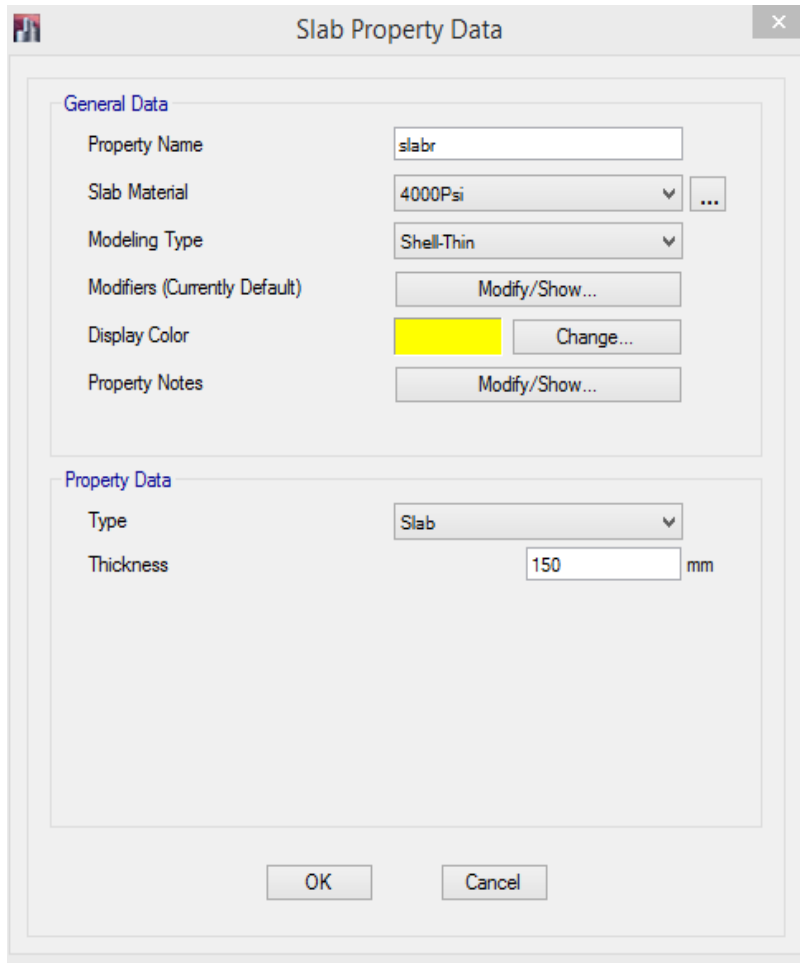 Slab Property Data
General Data
Property Name slabr
Slab Material 4000Psi ...
Modeling Type Shell-Thin
Modifiers (Currently Default) Modify/Show...
Display Color Change...
Property Notes Modify/Show...
Property Data
Type Slab
Thickness 150 mm
OK Cancel